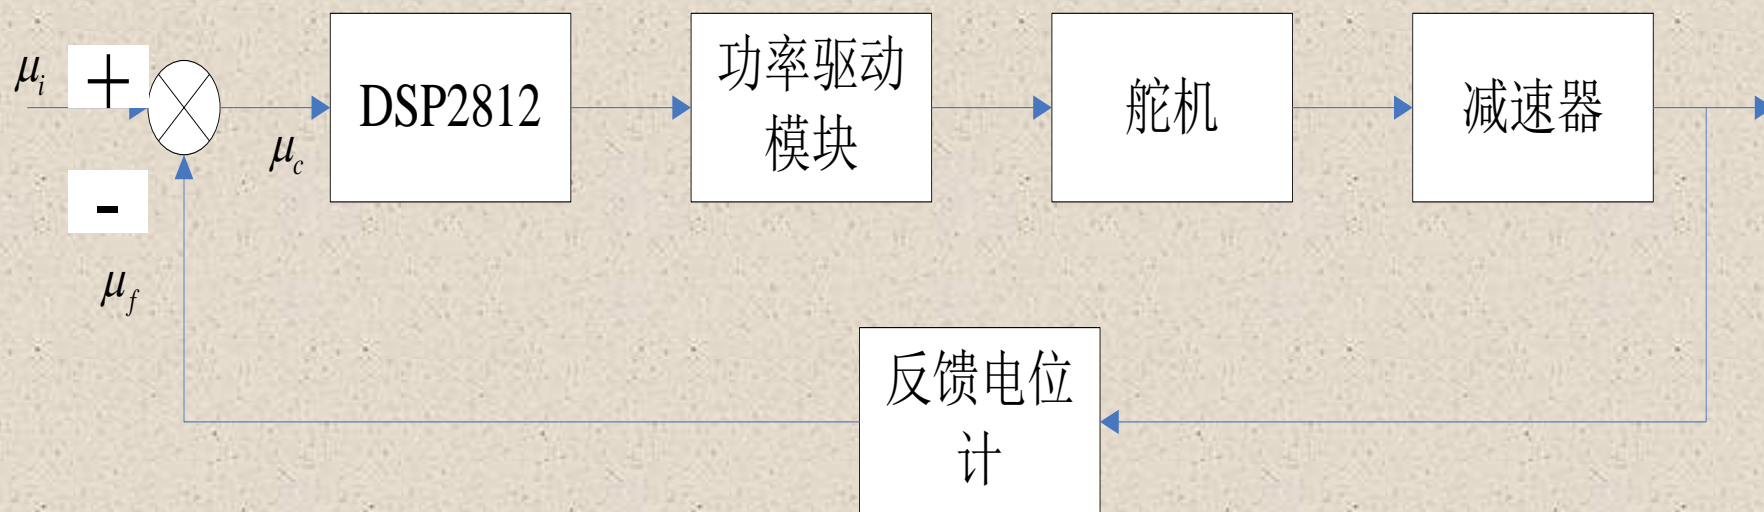 μi
+
DSP2812
功率驱动
模块
舵机
减速器
μc
-
μf
反馈电位
计